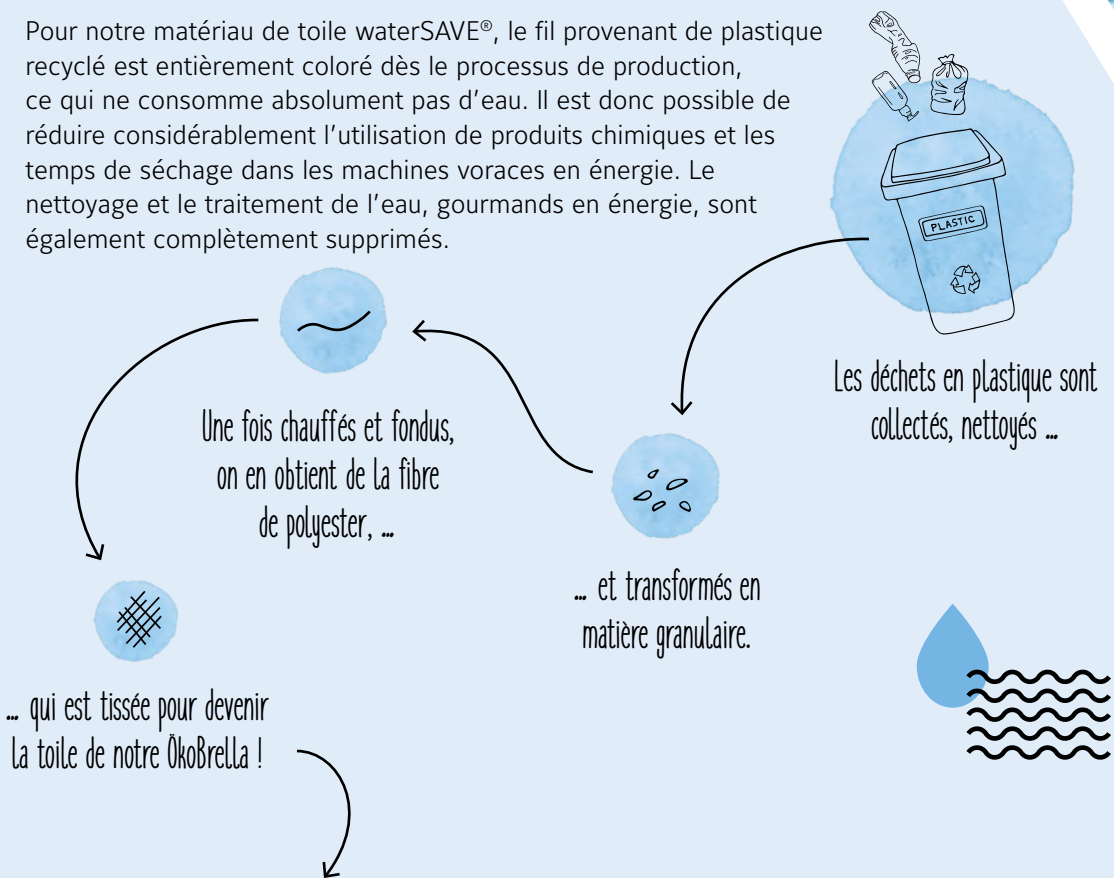 Pour notre matériau de toile waterSAVE®, le fil provenant de plastique
recyclé est entièrement coloré dès le processus de production,
ce qui ne consomme absolument pas d'eau. Il est donc possible de
réduire considérablement l'utilisation de produits chimiques et les
temps de séchage dans les machines voraces en énergie. Le
nettoyage et le traitement de l'eau, gourmands en énergie, sont
également complètement supprimés.
PLASTIC
Les déchets en plastique sont
collectés, nettoyés ...
... et transformés en
matière granulaire.
Une fois chauffés et fondus,
on en obtient de la fibre
de polyester, ...
... qui est tissée pour devenir
la toile de notre ÖkoBrella !